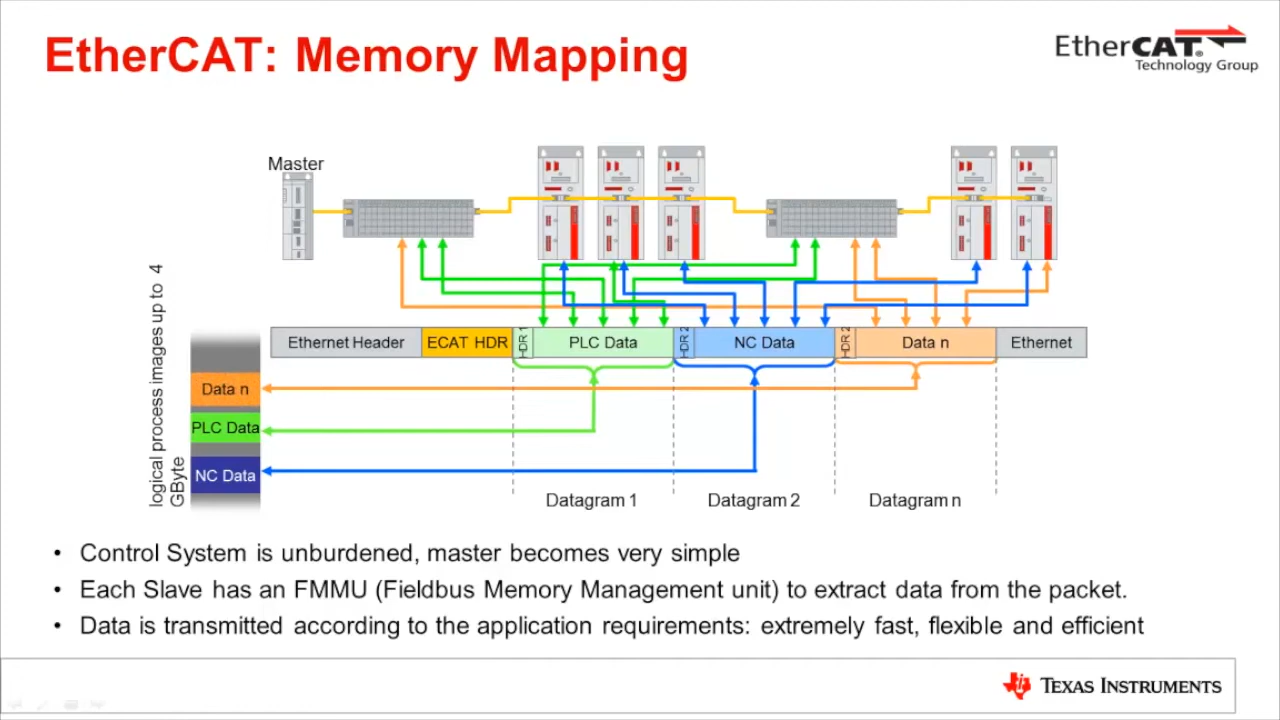 EtherCAT: Memory Mapping
EtherCAT®
Technology Group
Master
logical process images up to 4
GByte
Ethernet Header
ECAT HDR
HDR 1
PLC Data
HDR 2
NC Data
HDR 2
Data n
Ethernet
Data n
PLC Data
NC Data
Datagram 1
Datagram 2
Datagram n
• Control System is unburdened, master becomes very simple
• Each Slave has an FMMU (Fieldbus Memory Management unit) to extract data from the packet.
• Data is transmitted according to the application requirements: extremely fast, flexible and efficient
TEXAS INSTRUMENTS